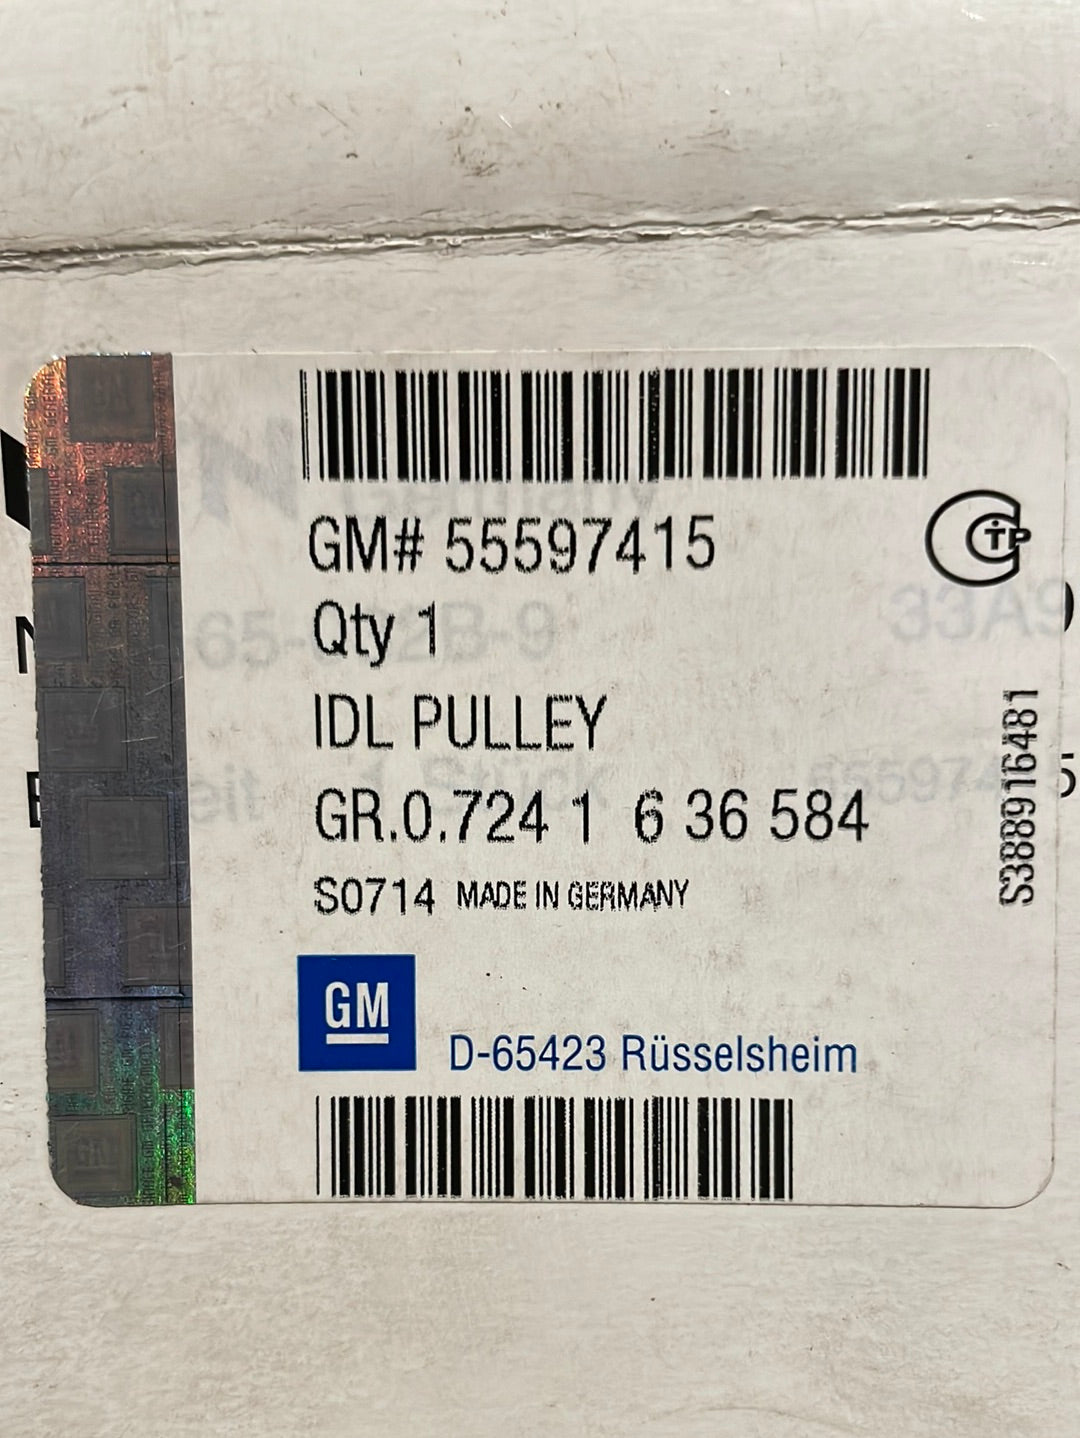 GM# 55597415
Qty 1
IDL PULLEY
GR.0.724 1 6 36 584
S0714 MADE IN GERMANY
GM
D-65423 Rüsselsheim
S388916481
33A9